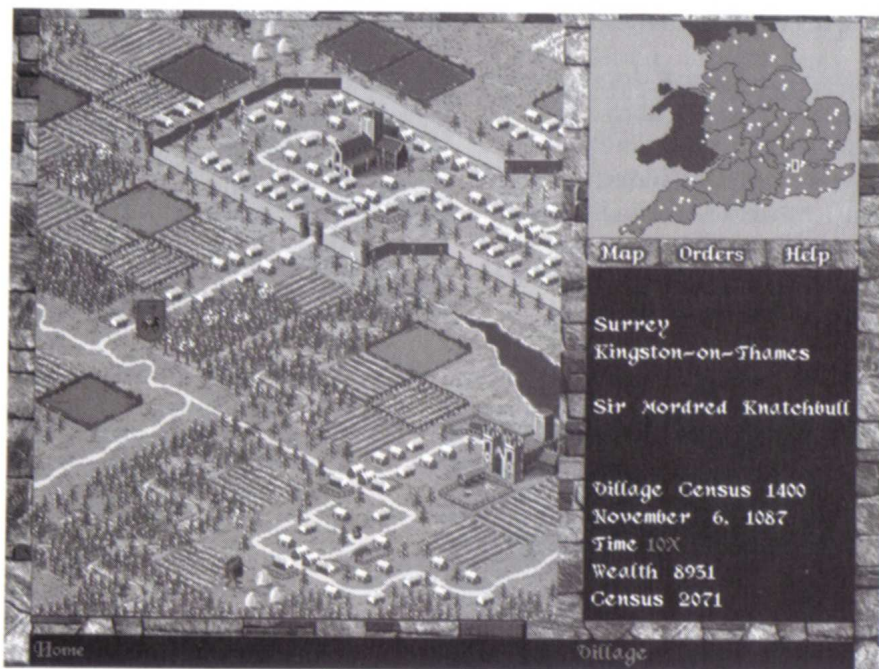 Map Orders Help
Surrey
Kingston-on-Thames
Sir Mordred Knatchbull
Village Census 1400
November 6, 1087
Time 10X
Wealth 8951
Census 2071
Home
Village